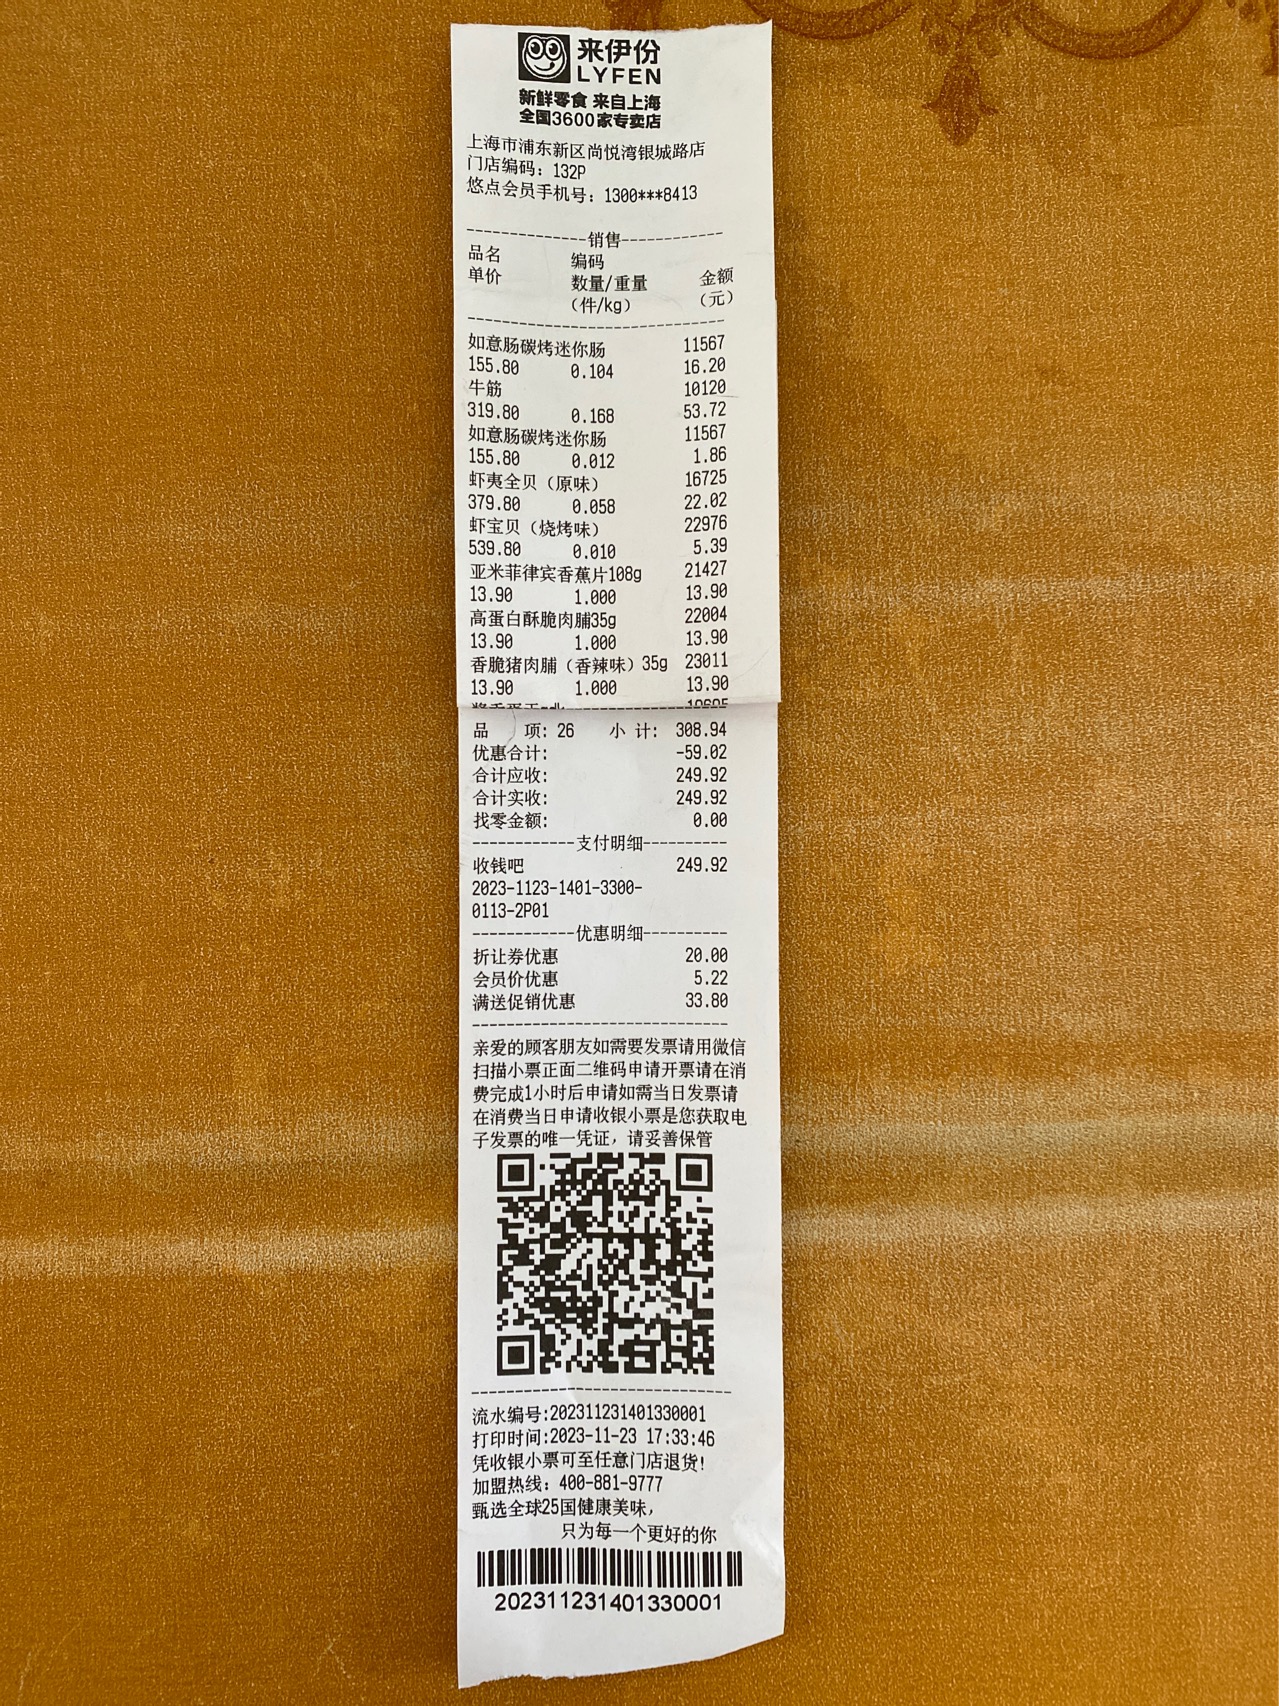 来伊份
LYFEN
新鲜零食 来自上海
全国3600家专卖店
上海市浦东新区尚悦湾银城路店
门店编码：132P
悠点会员手机号：1300***8413
------------销售------------
品名 编码
单价 数量/重量 金额
（件/kg） （元）
如意肠碳烤迷你肠 11567
155.80 0.104 16.20
牛筋 10120
319.80 0.168 53.72
如意肠碳烤迷你肠 11567
155.80 0.012 1.86
虾夷全贝（原味） 16725
379.80 0.058 22.02
虾宝贝（烧烤味） 22976
539.80 0.010 5.39
亚米菲律宾香蕉片108g 21427
13.90 1.000 13.90
高蛋白酥脆肉脯35g 22004
13.90 1.000 13.90
香脆猪肉脯（香辣味）35g 23011
13.90 1.000 13.90
品 项: 26 小 计: 308.94
优惠合计: -59.02
合计应收: 249.92
合计实收: 249.92
找零金额: 0.00
------------支付明细----------
收钱吧 249.92
2023-1123-1401-3300-
0113-2P01
------------优惠明细----------
折让券优惠 20.00
会员价优惠 5.22
满送促销优惠 33.80
亲爱的顾客朋友如需要发票请用微信
扫描小票正面二维码申请开票请在消
费完成1小时后申请如需当日发票请
在消费当日申请收银小票是您获取电
子发票的唯一凭证，请妥善保管
流水编号:202311231401330001
打印时间:2023-11-23 17:33:46
凭收银小票可至任意门店退货!
加盟热线：400-881-9777
甄选全球25国健康美味，
只为每一个更好的你
202311231401330001